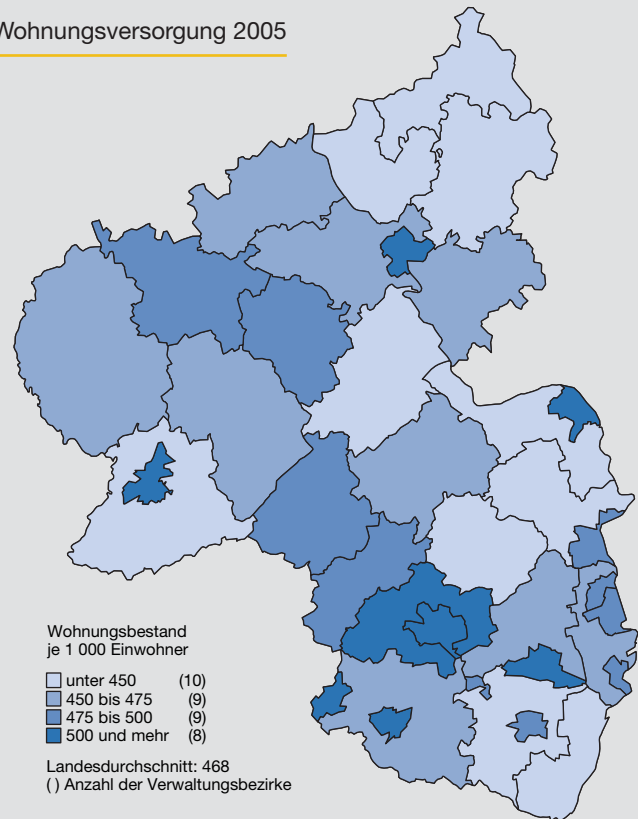 Wohnungsversorgung 2005
Wohnungsbestand
je 1 000 Einwohner
unter 450 (10)
450 bis 475 (9)
475 bis 500 (9)
500 und mehr (8)
Landesdurchschnitt: 468
( ) Anzahl der Verwaltungsbezirke